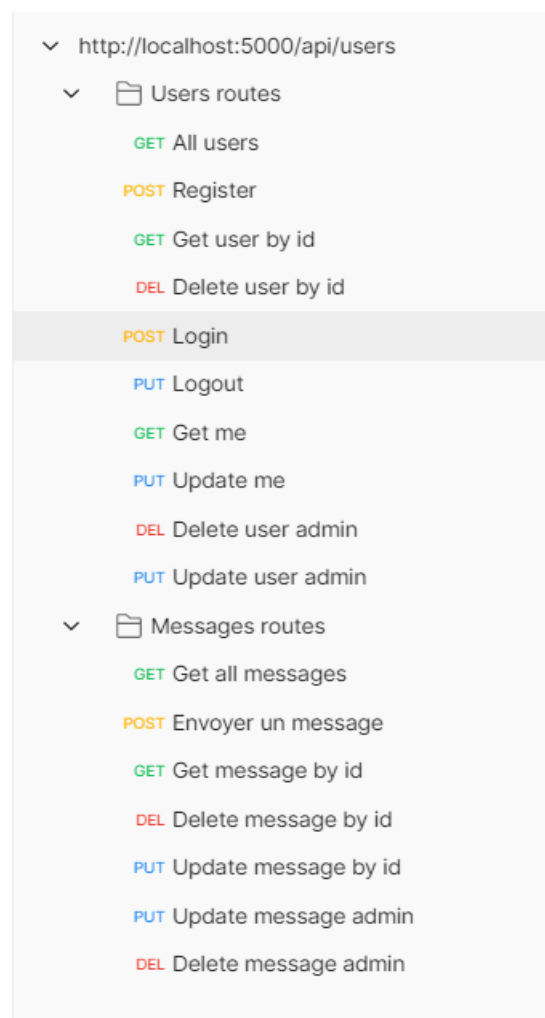 http://localhost:5000/api/users
Users routes
GET All users
POST Register
GET Get user by id
DEL Delete user by id
POST Login
PUT Logout
GET Get me
PUT Update me
DEL Delete user admin
PUT Update user admin
Messages routes
GET Get all messages
POST Envoyer un message
GET Get message by id
DEL Delete message by id
PUT Update message by id
PUT Update message admin
DEL Delete message admin